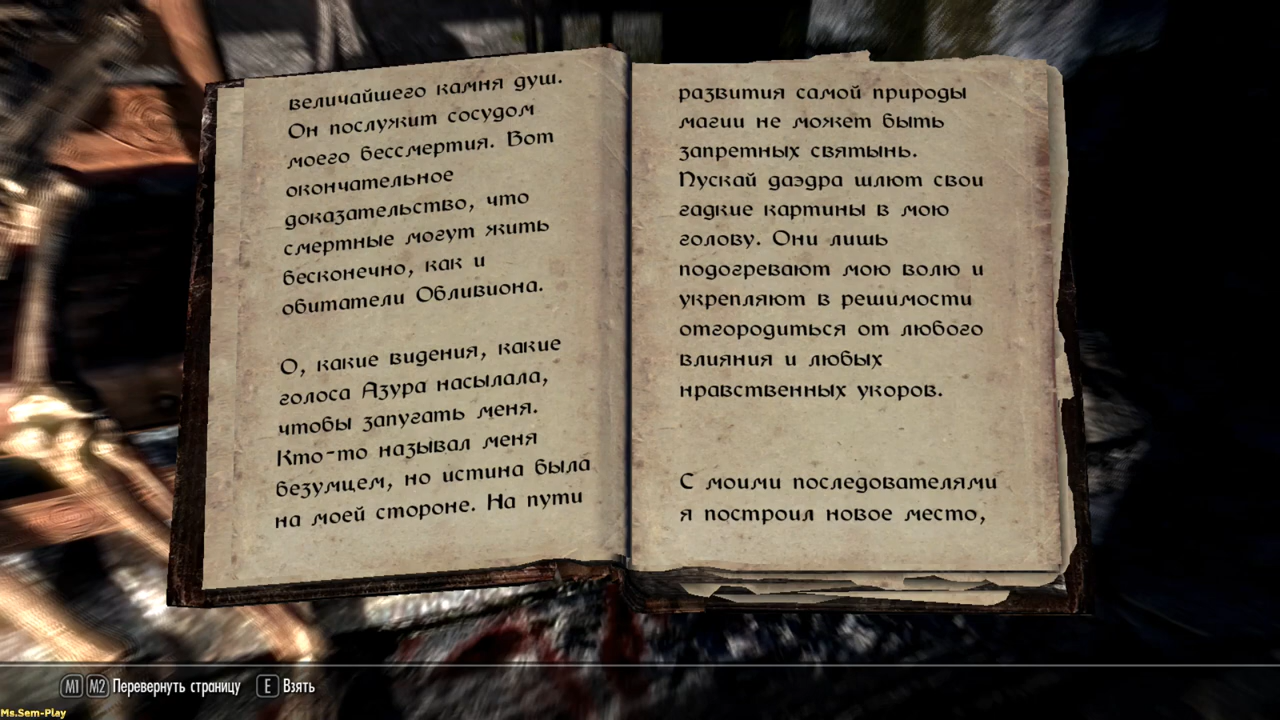 величайшего камня душ.
Он послужит сосудом
моего бессмертия. Вот
окончательное
доказательство, что
смертные могут жить
бесконечно, как и
обитатели Обливиона.
О, какие видения, какие
голоса Азура насылала,
чтобы запугать меня.
Кто-то называл меня
безумцем, но истина была
на моей стороне. На пути
развития самой природы
магии не может быть
запретных святынь.
Пускай даэдра шлют свои
гадкие картины в мою
голову. Они лишь
подогревают мою волю и
укрепляют в решимости
отгородиться от любого
влияния и любых
нравственных укоров.
С моими последователями
я построил новое место,
M1 M2 Перевернуть страницу E Взять
Ms.Sem-Play